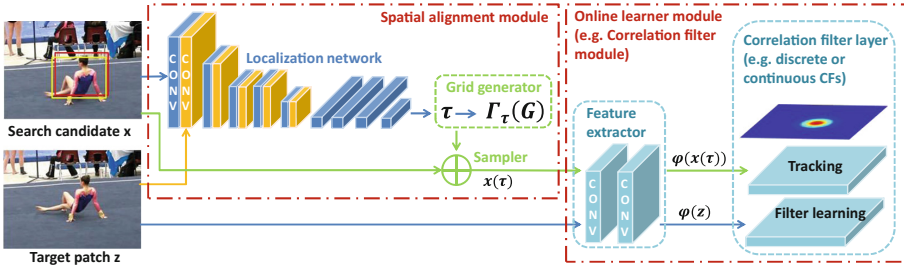 Spatial alignment module
Online learner module
(e.g. Correlation filter
module)
Correlation filter layer
(e.g. discrete or
continuous CFs)
Localization network
CONV
CONV
Grid generator
τ → Γ_τ(G)
Search candidate x
Sampler
x(τ)
Feature
extractor
CONV
CONV
φ(x(τ))
φ(z)
Tracking
Filter learning
Target patch z